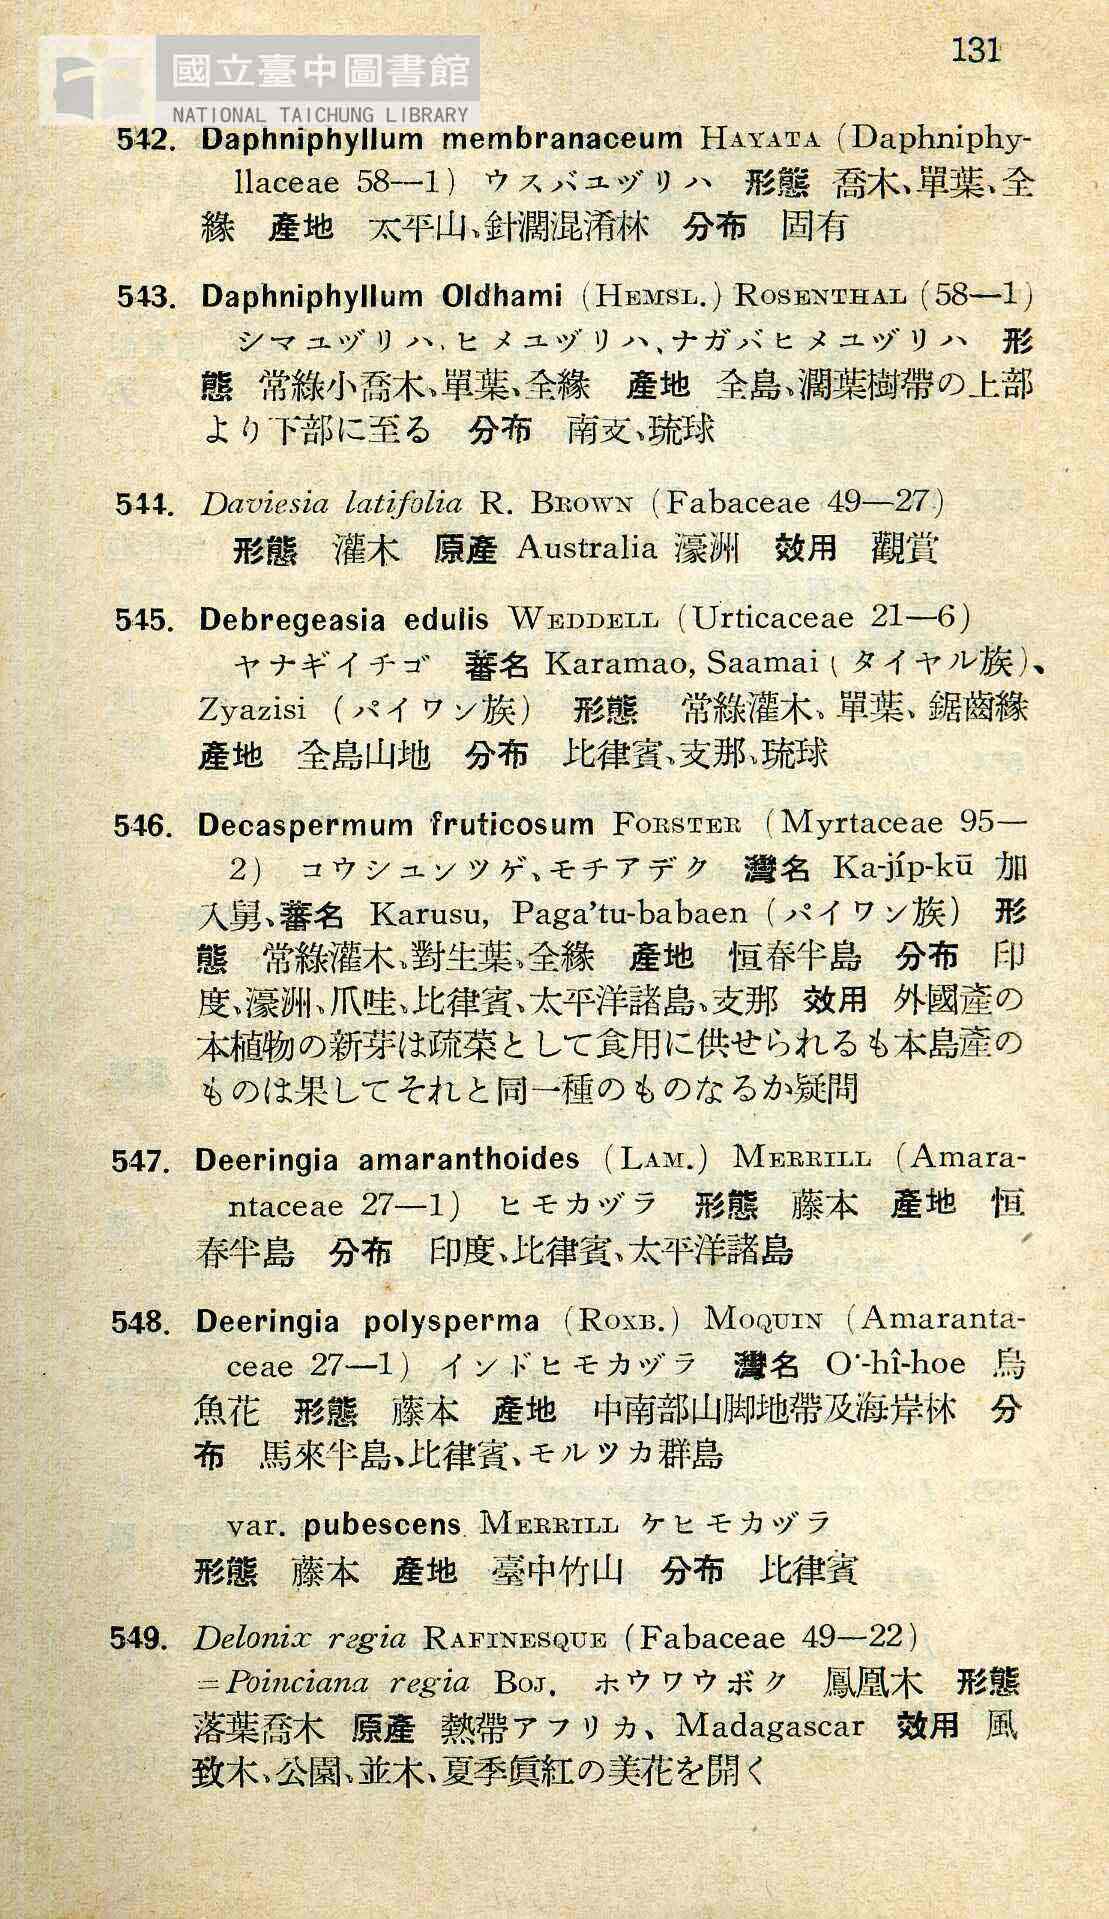 131
國立臺中圖書館
NATIONAL TAICHUNG LIBRARY
542. Daphniphyllum membranaceum HAYATA (Daphniphy-
llaceae 58—1) ウスバユヅリハ 形態 喬木、單葉、全
緣 產地 太平山、針濶混淆林 分布 固有
543. Daphniphyllum Oldhami (HEMSL.) ROSENTHAL (58—1)
シマユヅリハ、ヒメユヅリハ、ナガバヒメユヅリハ 形
態 常綠小喬木、單葉、全緣 產地 全島、濶葉樹帶の上部
より下部に至る 分布 南支、琉球
544. Daviesia latifolia R. BROWN (Fabaceae 49—27)
形態 灌木 原產 Australia 濠洲 效用 觀賞
545. Debregeasia edulis WEDDELL (Urticaceae 21—6)
ヤナギイチゴ 蕃名 Karamao, Saamai (タイヤル族)、
Zyazisi (パイワン族) 形態 常綠灌木、單葉、鋸齒緣
產地 全島山地 分布 比律賓、支那、琉球
546. Decaspermum fruticosum FORSTER (Myrtaceae 95—
2) コウシユンツゲ、モチアデク 灣名 Ka-jíp-kū 加
入舅、蕃名 Karusu, Paga'tu-babaen (パイワン族) 形
態 常綠灌木、對生葉、全緣 產地 恒春半島 分布 印
度、濠洲、爪哇、比律賓、太平洋諸島、支那 效用 外國產の
本植物の新芽は疏菜として食用に供せられるも本島產の
ものは果してそれと同一種のものなるか疑問
547. Deeringia amaranthoides (LAM.) MERRILL (Amara-
ntaceae 27—1) ヒモカヅラ 形態 藤本 產地 恒
春半島 分布 印度、比律賓、太平洋諸島
548. Deeringia polysperma (ROXB.) MOQUIN (Amaranta-
ceae 27—1) インドヒモカヅラ 灣名 O·-hî-hoe 烏
魚花 形態 藤本 產地 中南部山脚地帶及海岸林 分
布 馬來半島、比律賓、モルツカ群島
var. pubescens MERRILL ケヒモカヅラ
形態 藤本 產地 臺中竹山 分布 比律賓
549. Delonix regia RAFINESQUE (Fabaceae 49—22)
=Poinciana regia BOJ. ホウワウボク 鳳凰木 形態
落葉喬木 原產 熱帶アフリカ、Madagascar 效用 風
致木、公園、並木、夏季眞紅の美花を開く